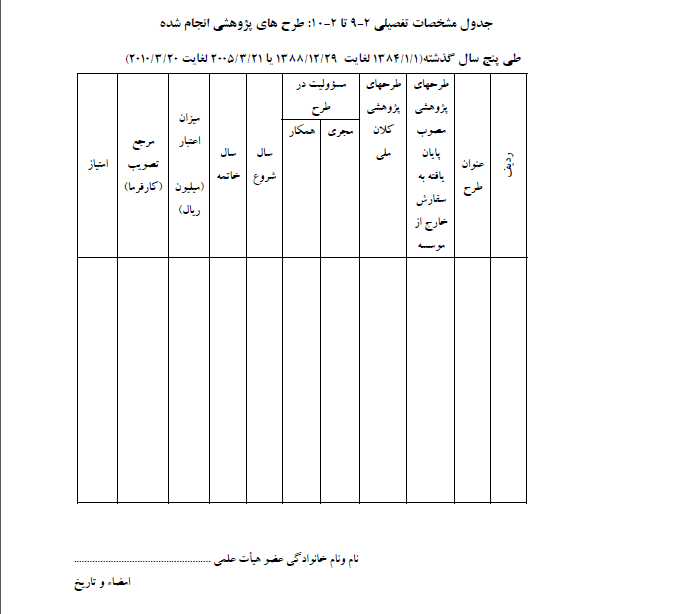 جدول مشخصات تفصیلی ۲-۹ تا ۲-۱۰: طرح های پژوهشی انجام شده
طی پنج سال گذشته(۱۳۸۴/۱/۱ لغایت ۱۳۸۸/۱۲/۲۹ یا ۲۰۰۵/۳/۲۱ لغایت ۲۰۱۰/۳/۲۰)
ردیف
عنوان
طرح
طرحهای
پژوهشی
مصوب
پایان
یافته به
سفارش
خارج از
موسسه
طرحهای
پژوهشی
کلان
ملی
مسؤولیت در
طرح
مجری
همکار
سال
شروع
سال
خاتمه
میزان
اعتبار
(میلیون
ریال)
مرجع
تصویب
(کارفرما)
امتیاز
نام ونام خانوادگی عضو هیأت علمی ......................................................
امضاء و تاریخ